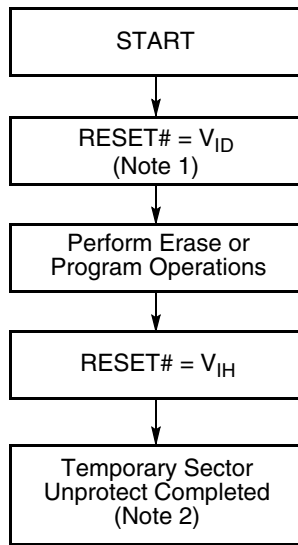 START
RESET# = VID
(Note 1)
Perform Erase or
Program Operations
RESET# = VIH
Temporary Sector
Unprotect Completed
(Note 2)